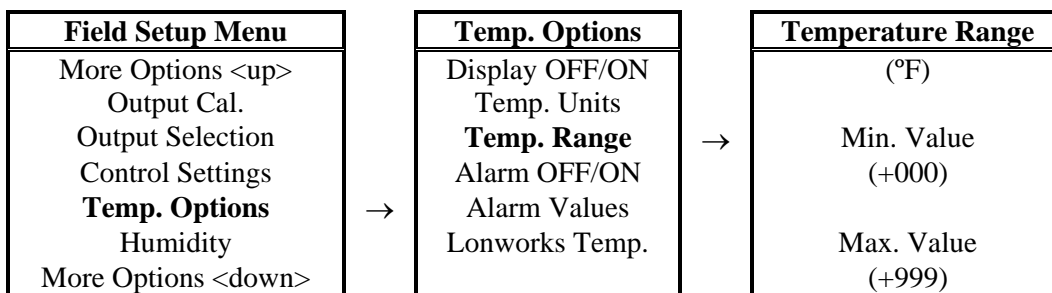 Field Setup Menu
More Options <up>
Output Cal.
Output Selection
Control Settings
Temp. Options
Humidity
More Options <down>
→
Temp. Options
Display OFF/ON
Temp. Units
Temp. Range
Alarm OFF/ON
Alarm Values
Lonworks Temp.
→
Temperature Range
(ºF)
Min. Value
(+000)
Max. Value
(+999)